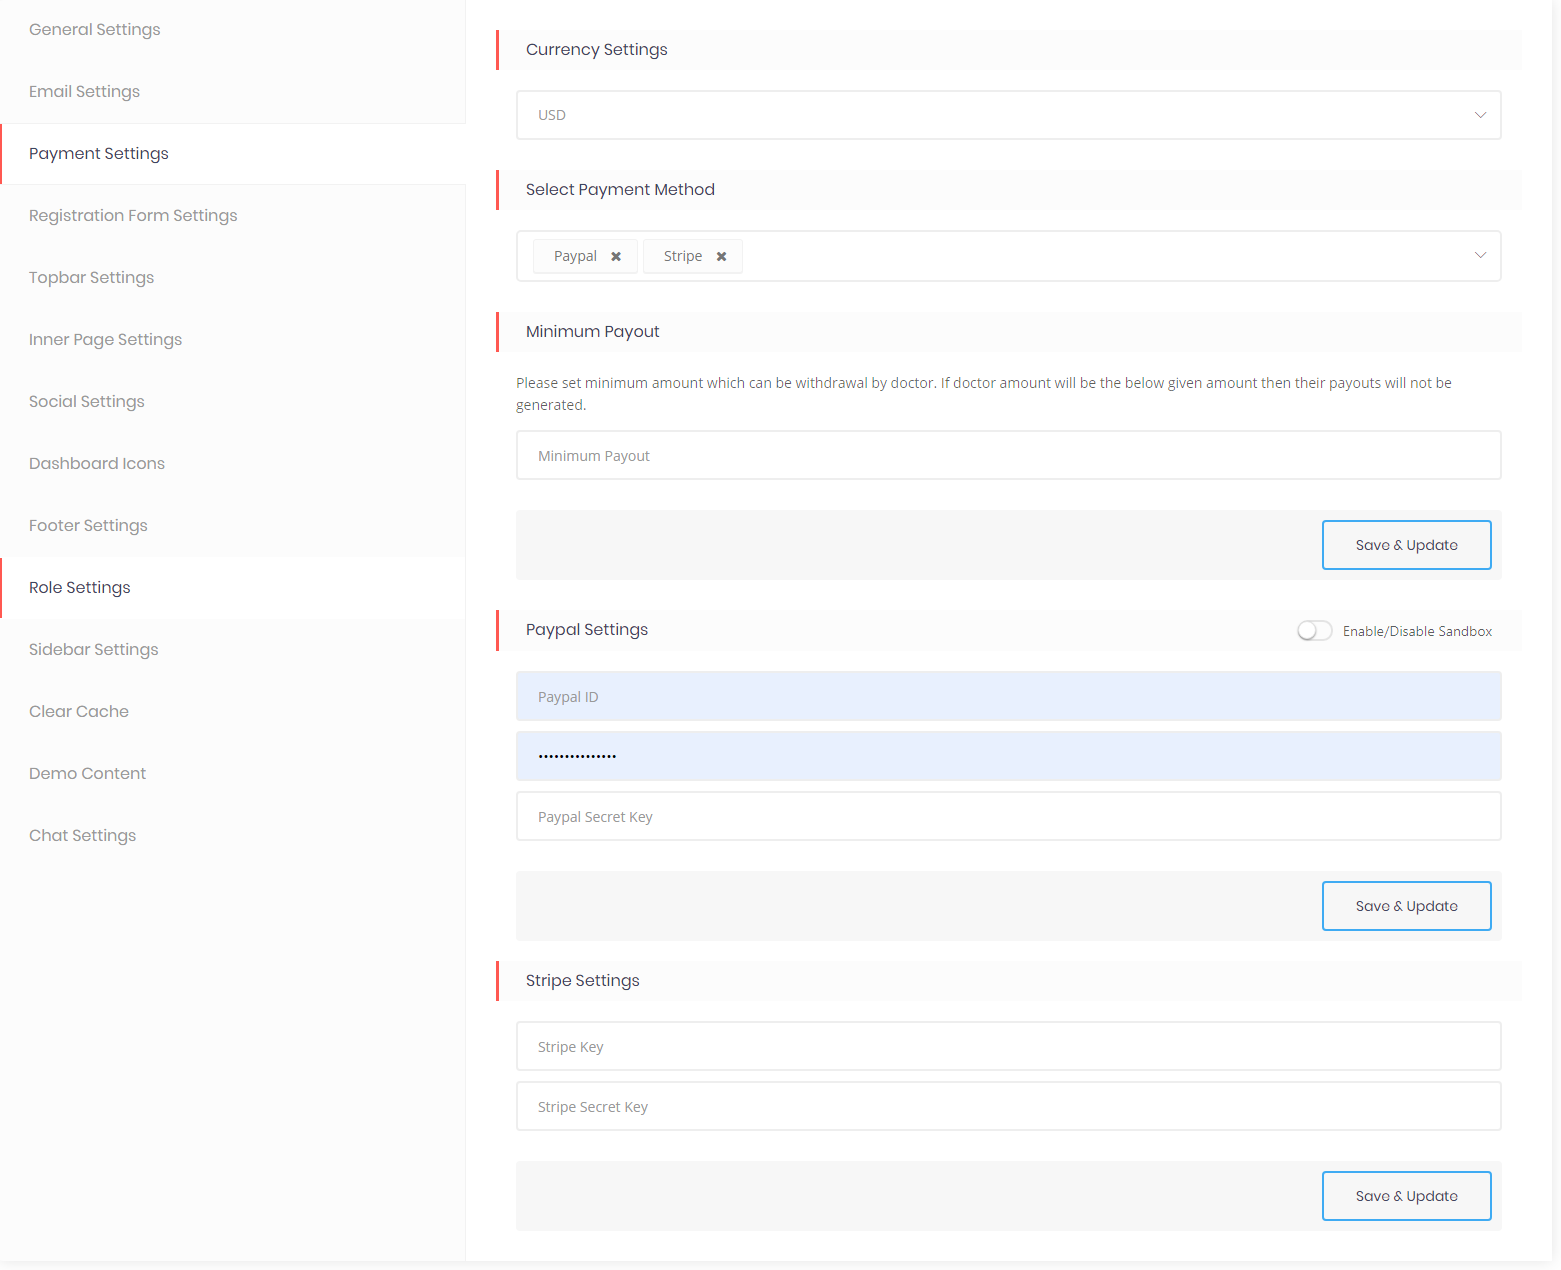 General Settings
Email Settings
Payment Settings
Registration Form Settings
Topbar Settings
Inner Page Settings
Social Settings
Dashboard Icons
Footer Settings
Role Settings
Sidebar Settings
Clear Cache
Demo Content
Chat Settings
Currency Settings
USD
Select Payment Method
Paypal ✖ Stripe ✖
Minimum Payout
Please set minimum amount which can be withdrawal by doctor. If doctor amount will be the below given amount then their payouts will not be
generated.
Minimum Payout
Save & Update
Paypal Settings
Enable/Disable Sandbox
Paypal ID
•••••••••••••••
Paypal Secret Key
Save & Update
Stripe Settings
Stripe Key
Stripe Secret Key
Save & Update